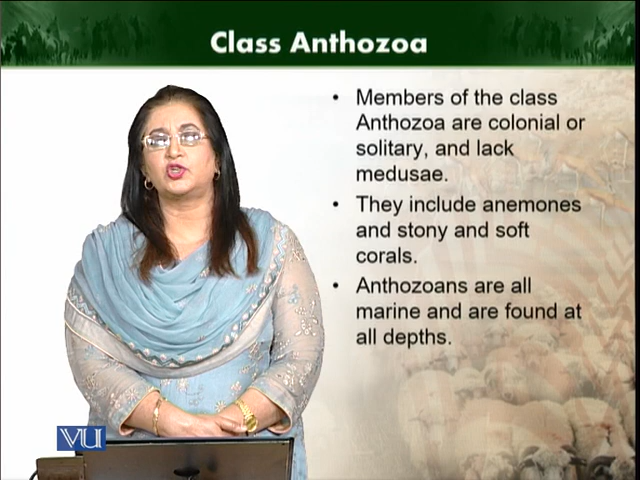 Class Anthozoa
• Members of the class
Anthozoa are colonial or
solitary, and lack
medusae.
• They include anemones
and stony and soft
corals.
• Anthozoans are all
marine and are found at
all depths.
VU